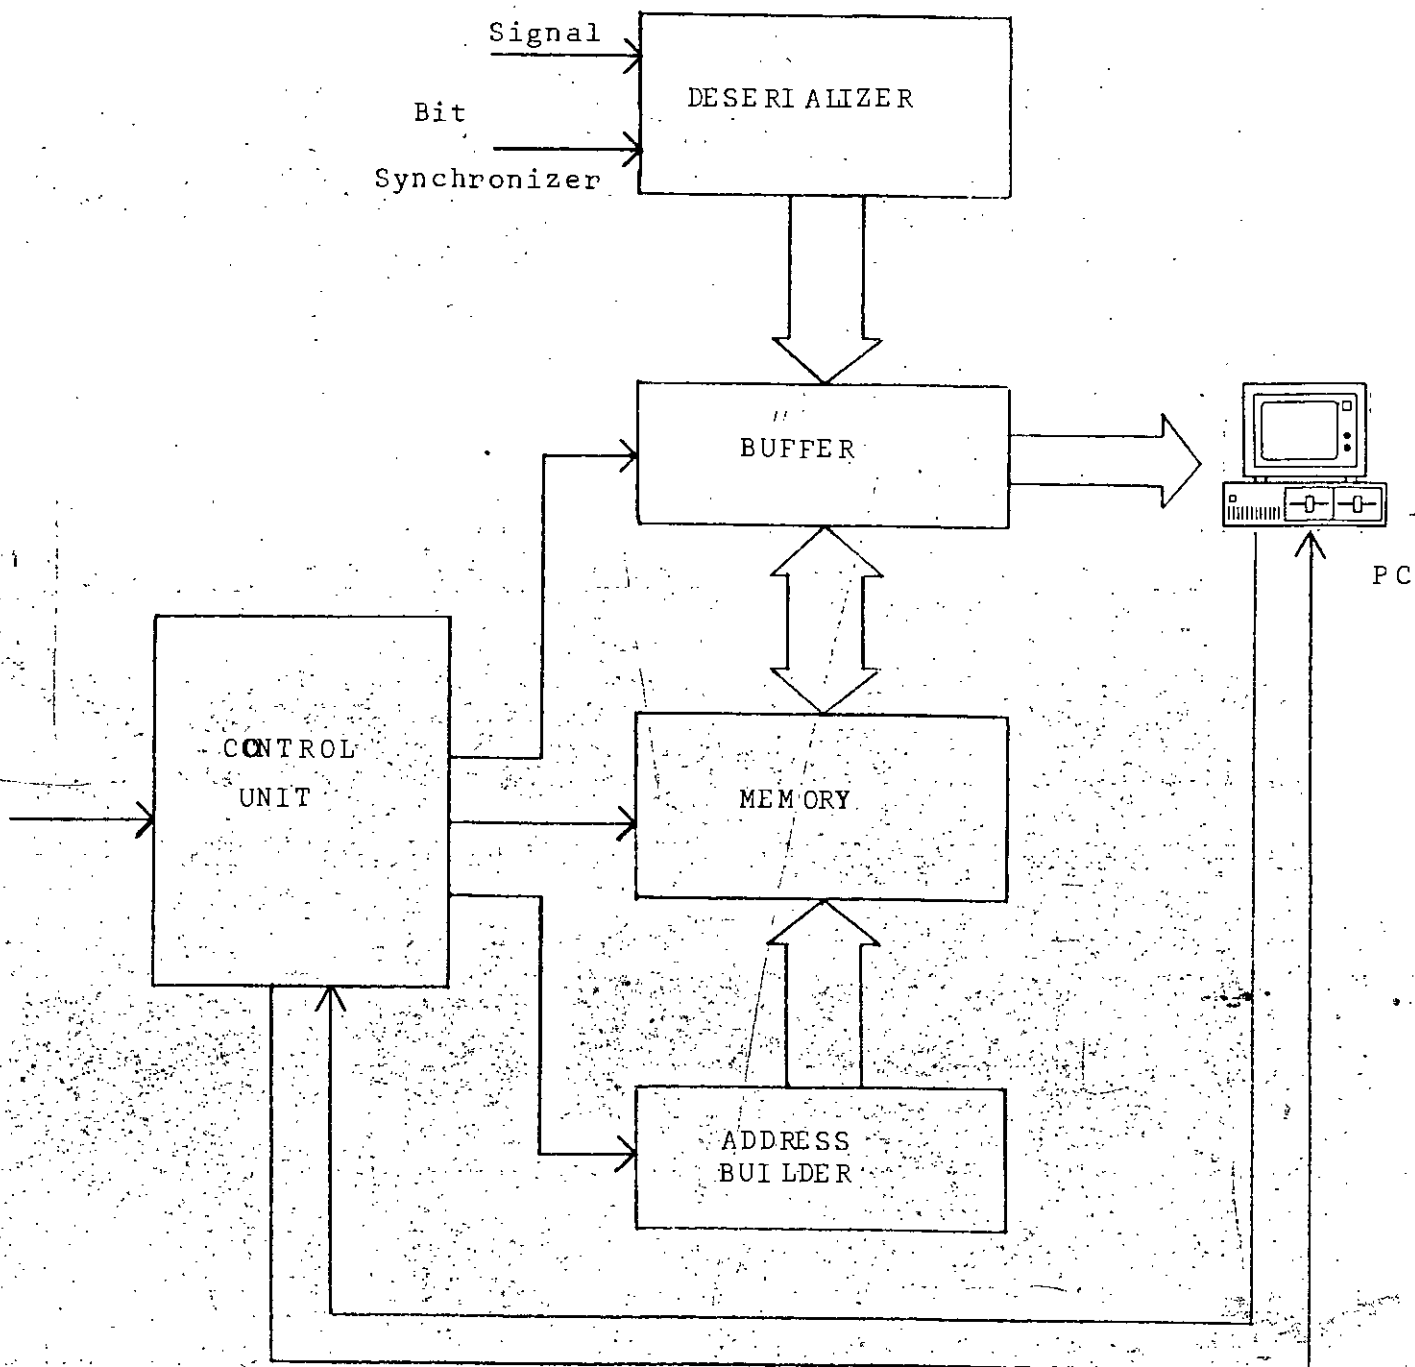 Signal
DESERIALIZER
Bit
Synchronizer
BUFFER
PC
CONTROL
UNIT
MEMORY
ADDRESS
BUILDER